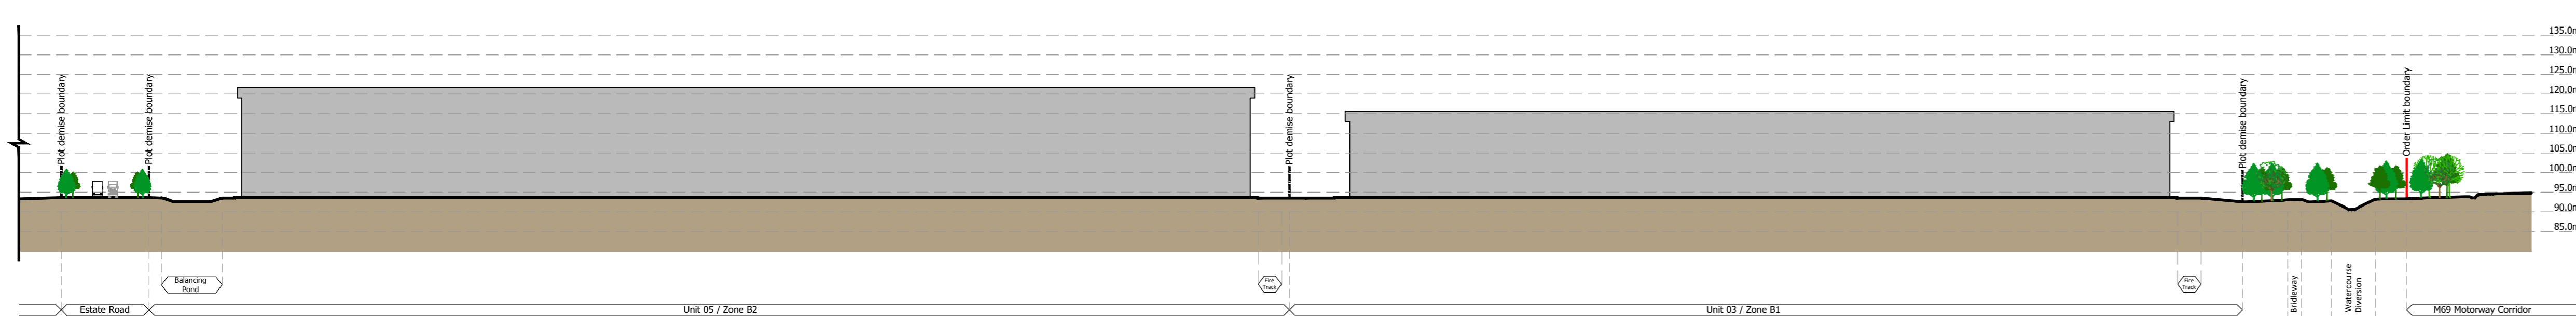 135.0m
130.0m
125.0m
120.0m
115.0m
110.0m
105.0m
100.0m
95.0m
90.0m
85.0m
Plot demise boundary
Plot demise boundary
Plot demise boundary
Plot demise boundary
Order Limit boundary
Balancing
Pond
Fire
Track
Fire
Track
Bridleway
Watercourse
Diversion
Estate Road
Unit 05 / Zone B2
Unit 03 / Zone B1
M69 Motorway Corridor